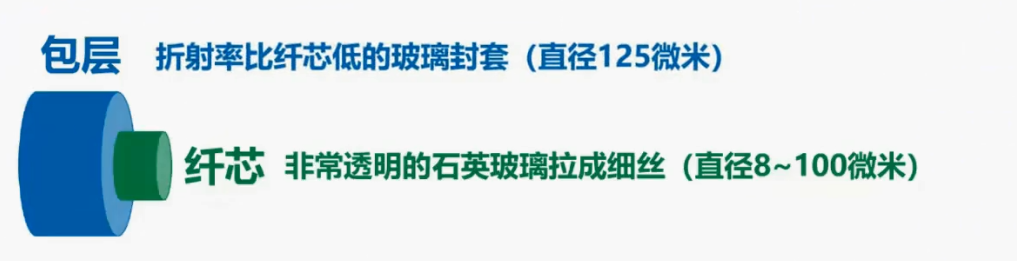 包层 折射率比纤芯低的玻璃封套（直径125微米）
纤芯 非常透明的石英玻璃拉成细丝（直径8~100微米）